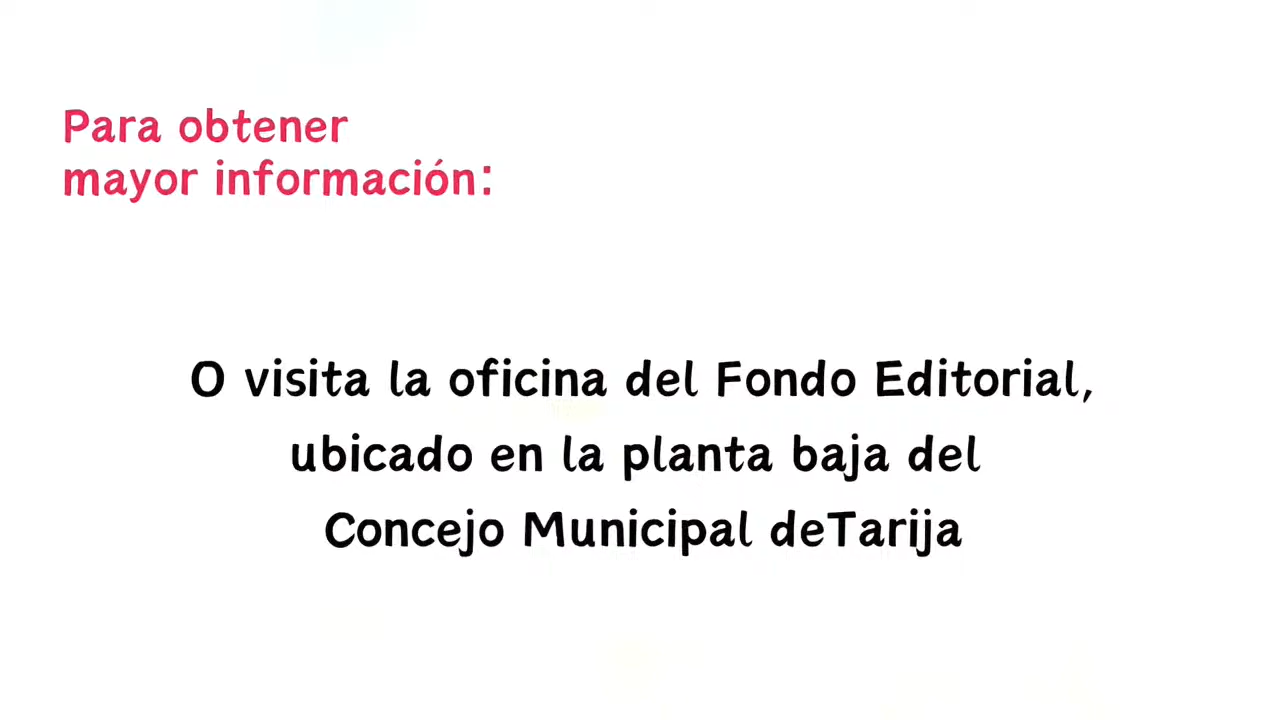 Para obtener
mayor información:
O visita la oficina del Fondo Editorial,
ubicado en la planta baja del
Concejo Municipal deTarija